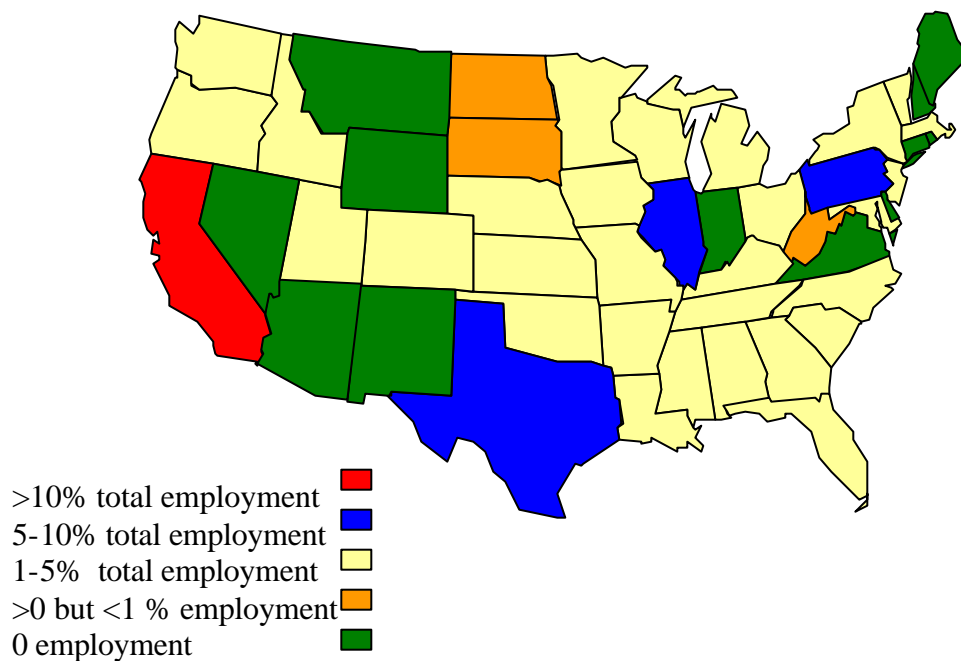 >10% total employment
5-10% total employment
1-5%  total employment
>0 but <1 % employment
0 employment